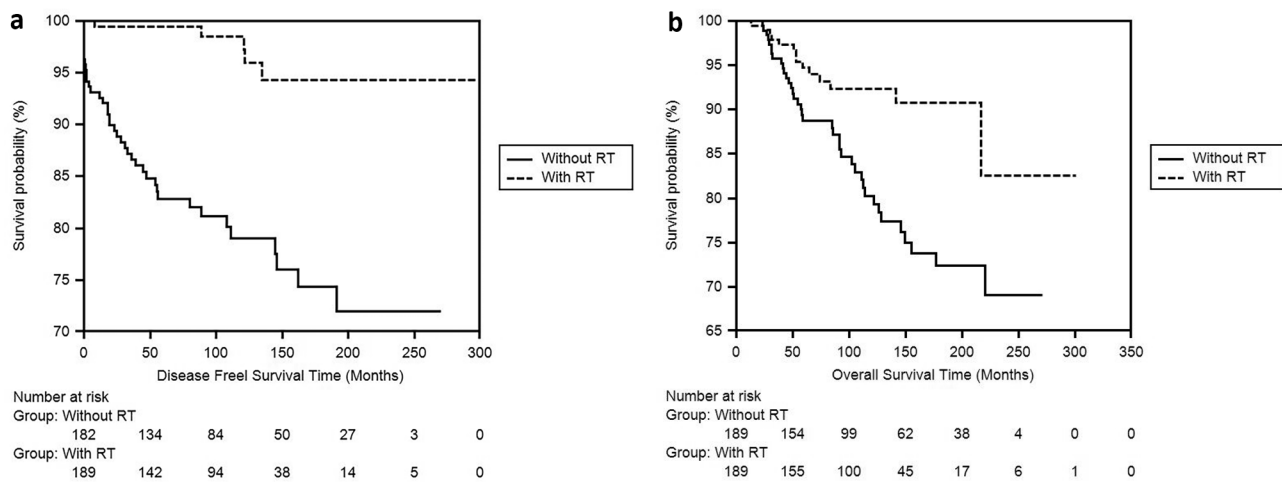 a
100
95
90
85
80
75
70
Survival probability (%)
0 50 100 150 200 250 300
Disease Freel Survival Time (Months)
Without RT
With RT
Number at risk
Group: Without RT
182 134 84 50 27 3 0
Group: With RT
189 142 94 38 14 5 0
b
100
95
90
85
80
75
70
65
Survival probability (%)
0 50 100 150 200 250 300 350
Overall Survival Time (Months)
Without RT
With RT
Number at risk
Group: Without RT
189 154 99 62 38 4 0 0
Group: With RT
189 155 100 45 17 6 1 0